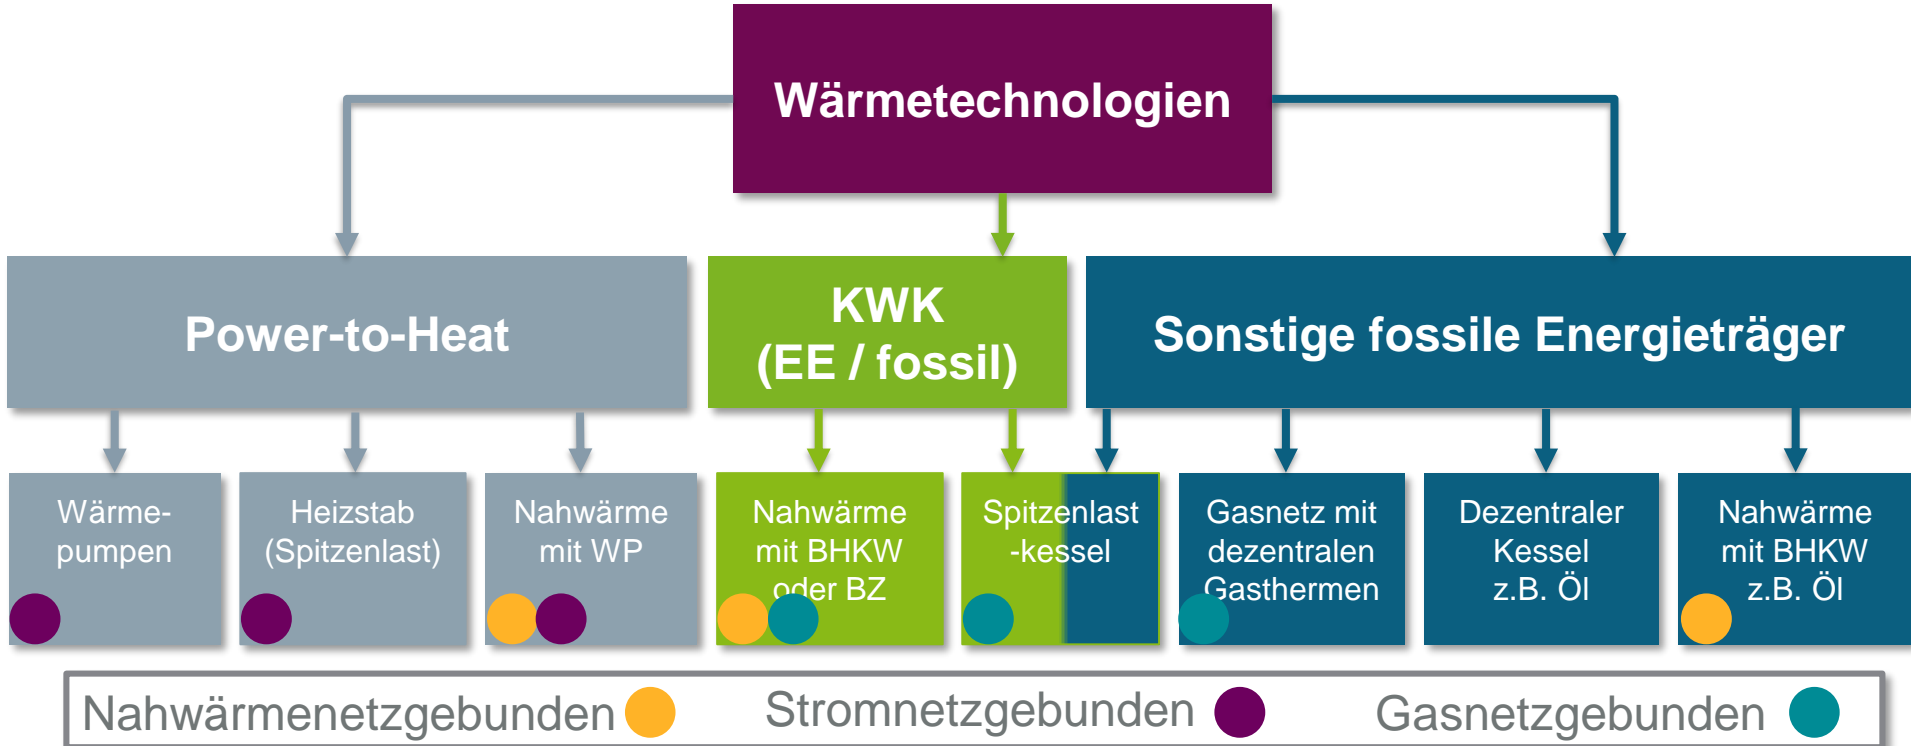 Wärmetechnologien
Power-to-Heat
KWK
(EE / fossil)
Sonstige fossile Energieträger
Wärme-
pumpen
Heizstab
(Spitzenlast)
Nahwärme
mit WP
Nahwärme
mit BHKW
oder BZ
Spitzenlast
-kessel
Gasnetz mit
dezentralen
Gasthermen
Dezentraler
Kessel
z.B. Öl
Nahwärme
mit BHKW
z.B. Öl
Nahwärmenetzgebunden
Stromnetzgebunden
Gasnetzgebunden